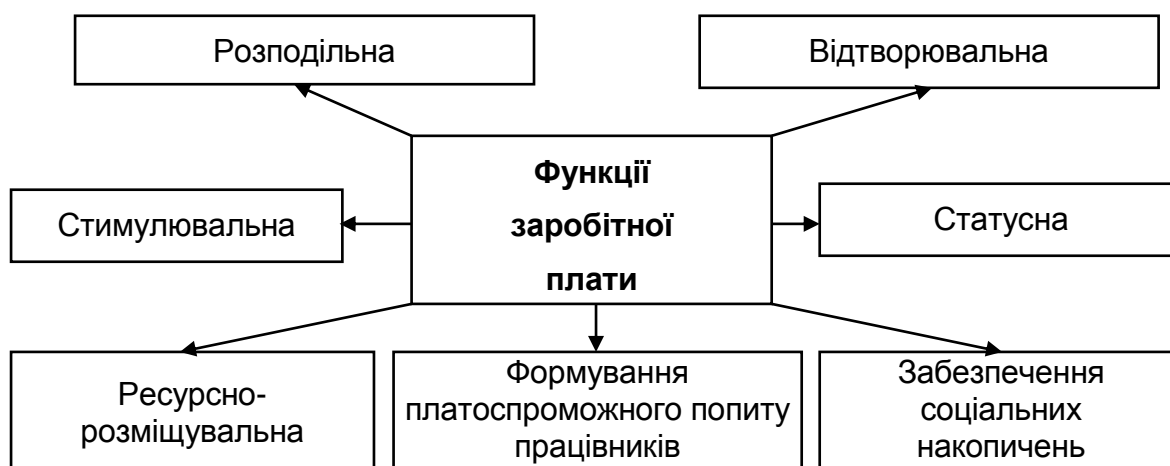 Розподільна
Відтворювальна
Функції
заробітної
плати
Стимулювальна
Статусна
Ресурсно-
розміщувальна
Формування
платоспроможного попиту
працівників
Забезпечення
соціальних
накопичень